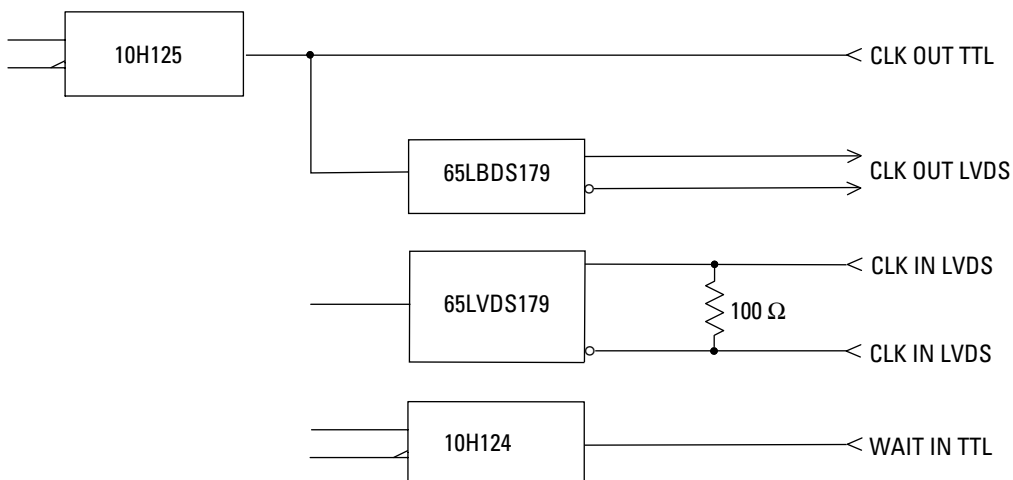 10H125
CLK OUT TTL
65LBDS179
CLK OUT LVDS
65LVDS179
CLK IN LVDS
100 Ω
CLK IN LVDS
10H124
WAIT IN TTL